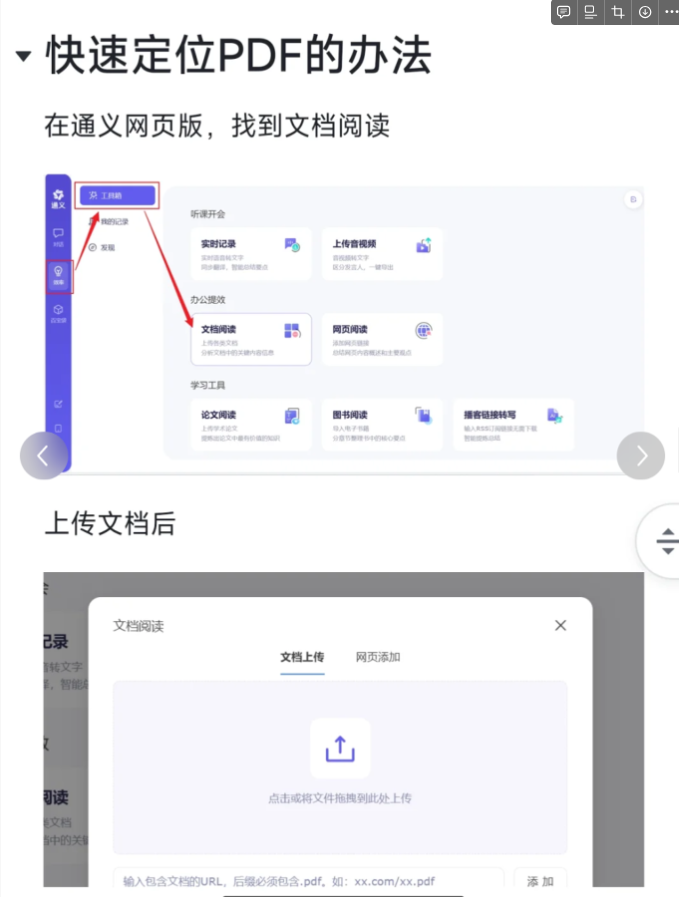 快速定位PDF的办法
在通义网页版，找到文档阅读
通义
工具箱
我的记录
发现
听课开会
实时记录
实时语音转文字
同步翻译，智能总结要点
上传音视频
音视频转文字
区分发言人，一键导出
办公提效
文档阅读
上传各类文档
分析文档中的关键内容信息
网页阅读
添加网页链接
总结网页内容概述和主要观点
学习工具
论文阅读
上传学术论文
提炼出论文中最有价值的知识
图书阅读
导入电子书籍
分章节整理书中的核心要点
播客链接转写
输入RSS订阅链接无需下载
智能提炼总结
上传文档后
记录
音转文字
智能总
阅读
类文档
档中的关键
文档阅读
文档上传
网页添加
点击或将文件拖拽到此处上传
输入包含文档的URL，后缀必须包含.pdf。如：xx.com/xx.pdf
添 加